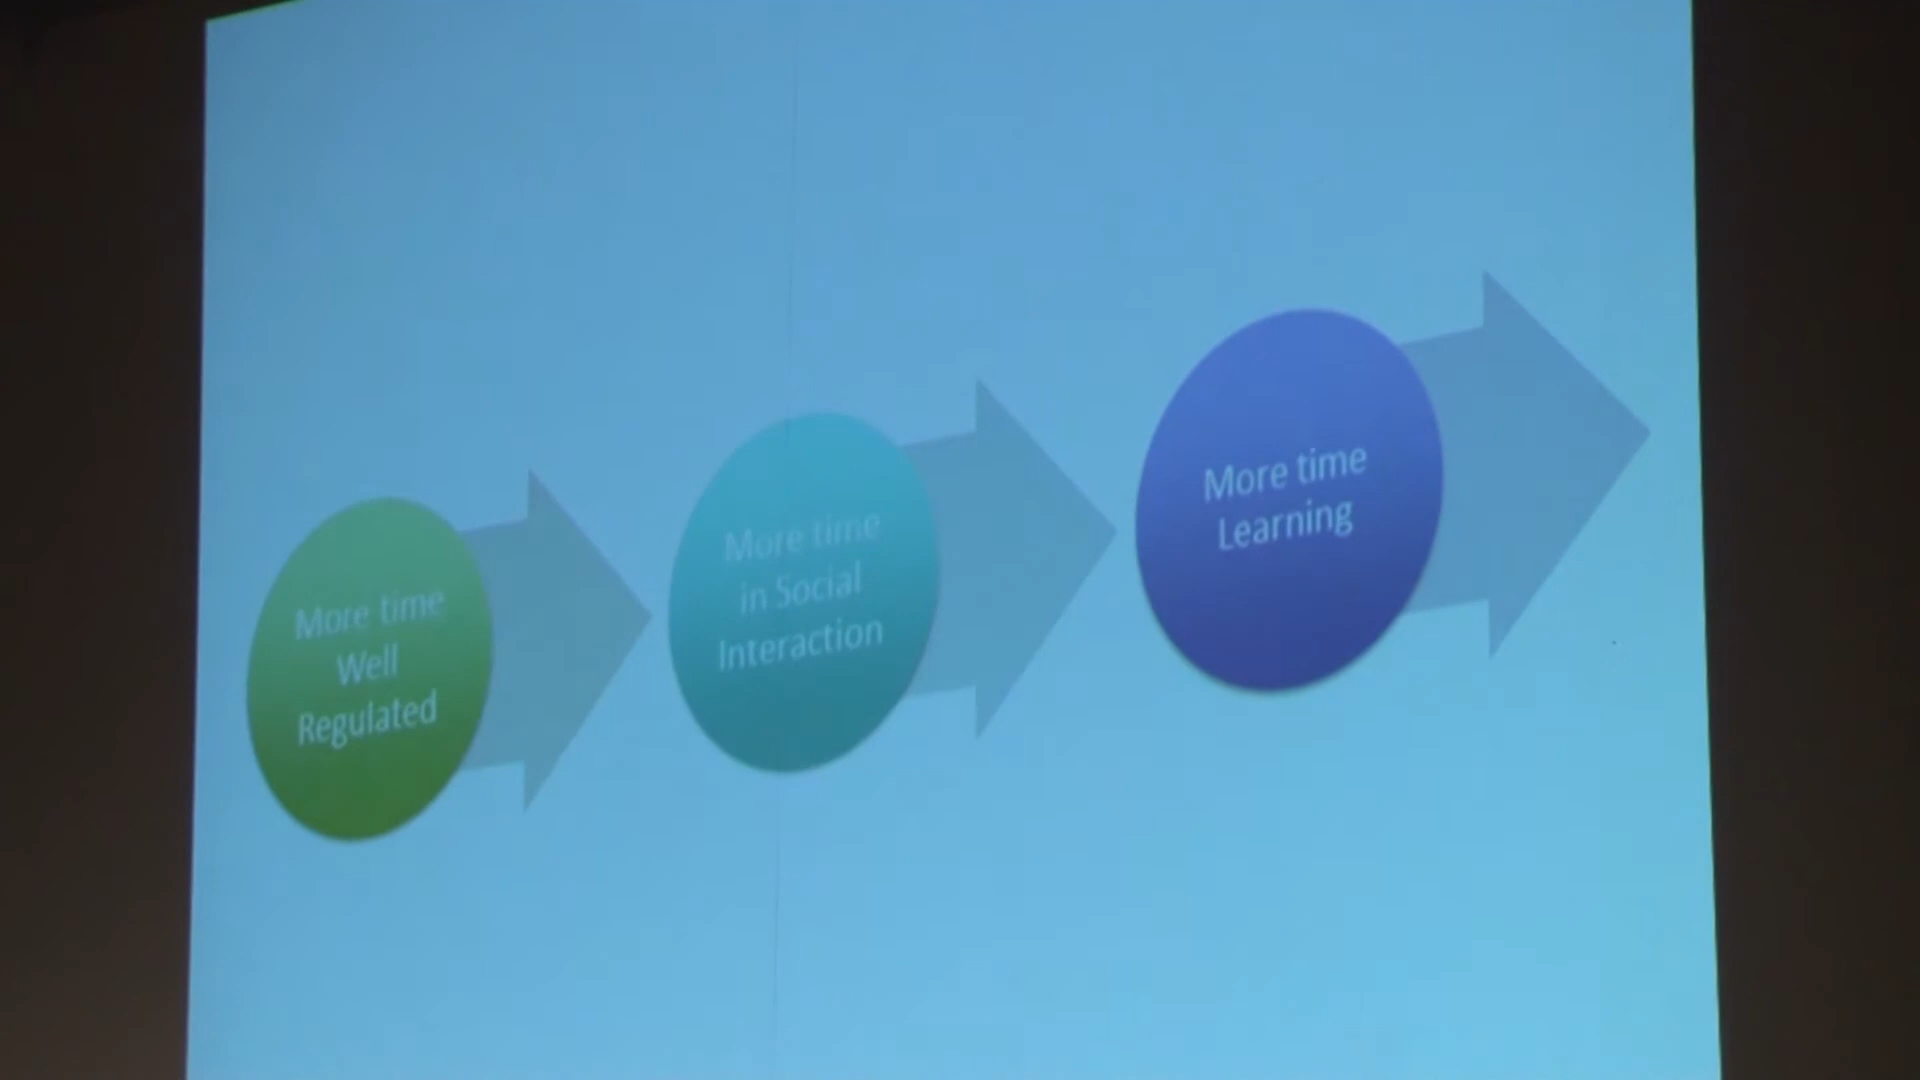 More time
Well
Regulated
More time
in Social
Interaction
More time
Learning